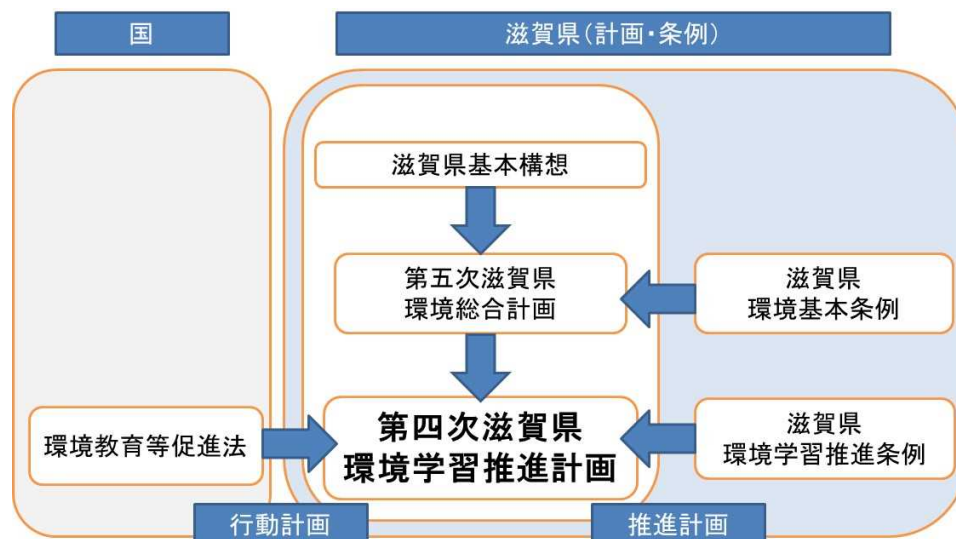 国
滋賀県(計画・条例)
滋賀県基本構想
第五次滋賀県
環境総合計画
滋賀県
環境基本条例
環境教育等促進法
第四次滋賀県
環境学習推進計画
滋賀県
環境学習推進条例
行動計画
推進計画